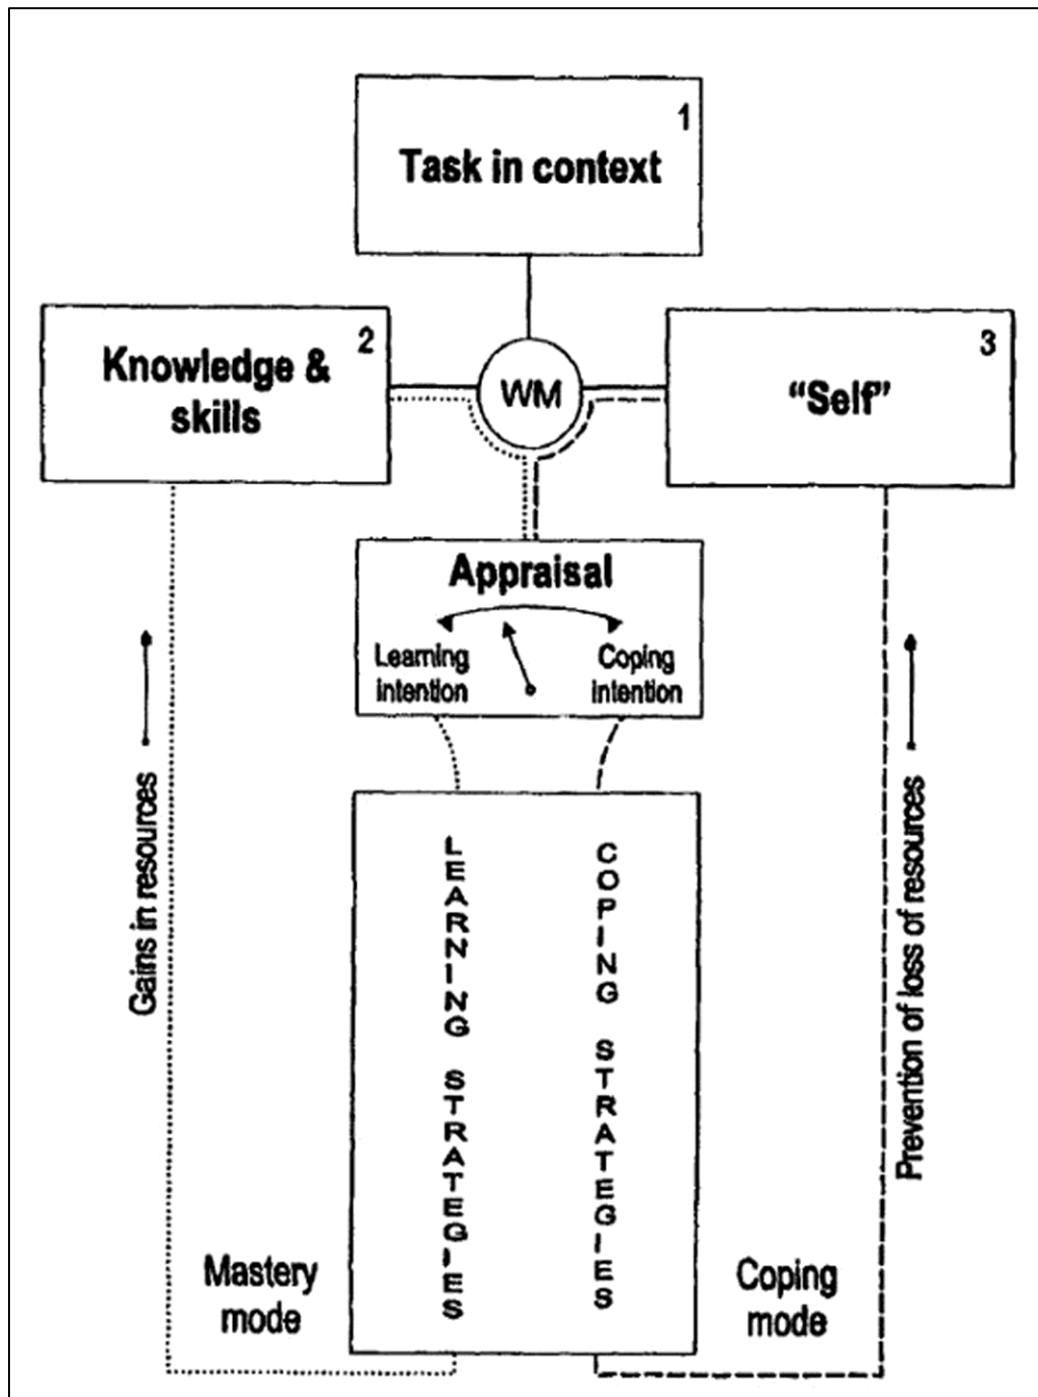 1
Task in context
2
Knowledge &
skills
WM
3
“Self”
Appraisal
Learning
intention
Coping
intention
Gains in resources
LEARNING STRATEGIES
COPING STRATEGIES
Prevention of loss of resources
Mastery
mode
Coping
mode